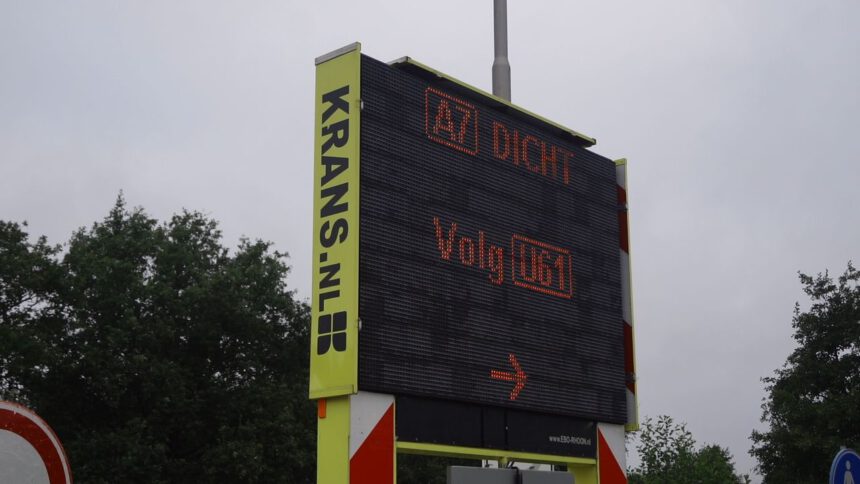 KRANS.NL
A7 DICHT
Volg U61
→
www.EBO-RHOON.nl